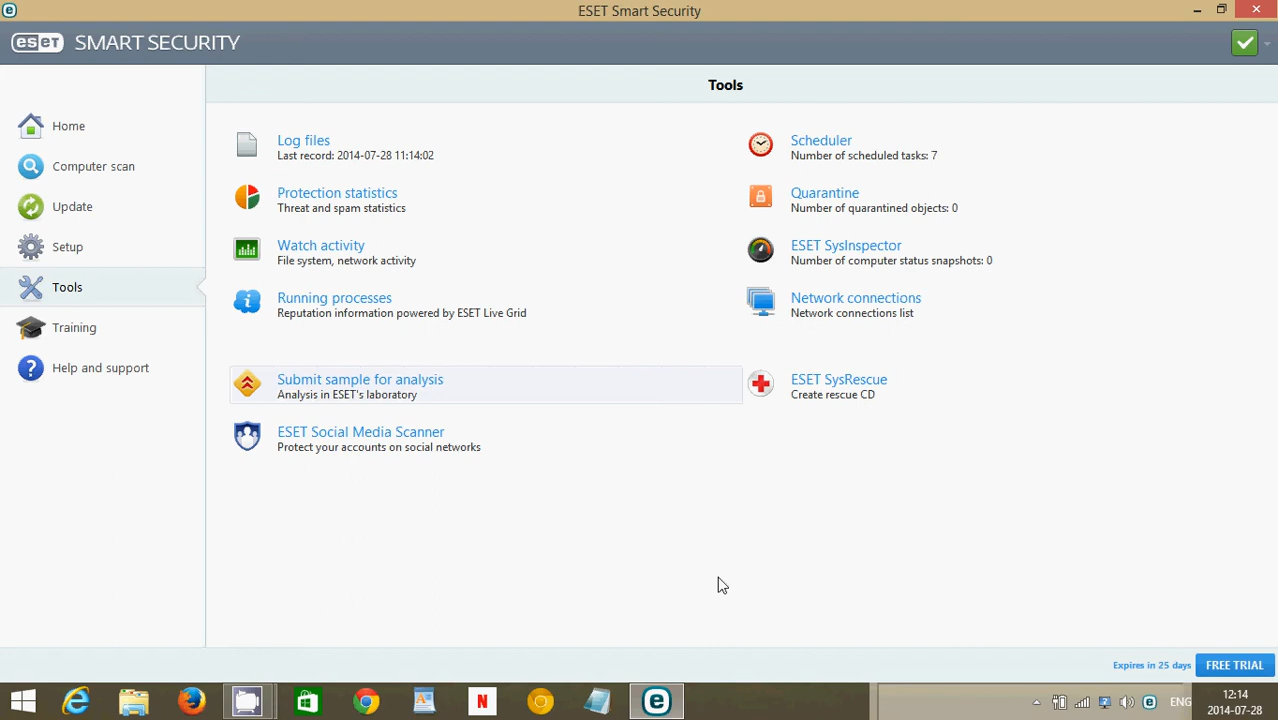 ESET Smart Security
eset SMART SECURITY
Tools
Home
Computer scan
Update
Setup
Tools
Training
Help and support
Log files
Last record: 2014-07-28 11:14:02
Scheduler
Number of scheduled tasks: 7
Protection statistics
Threat and spam statistics
Quarantine
Number of quarantined objects: 0
Watch activity
File system, network activity
ESET SysInspector
Number of computer status snapshots: 0
Running processes
Reputation information powered by ESET Live Grid
Network connections
Network connections list
Submit sample for analysis
Analysis in ESET's laboratory
ESET SysRescue
Create rescue CD
ESET Social Media Scanner
Protect your accounts on social networks
Expires in 25 days
FREE TRIAL
N
ENG
12:14
2014-07-28